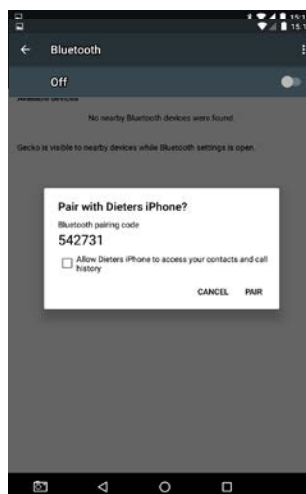 Bluetooth
Off
Available devices
No nearby Bluetooth devices were found.
Gecko is visible to nearby devices while Bluetooth settings is open.
Pair with Dieters iPhone?
Bluetooth pairing code
542731
Allow Dieters iPhone to access your contacts and call
history
CANCEL PAIR